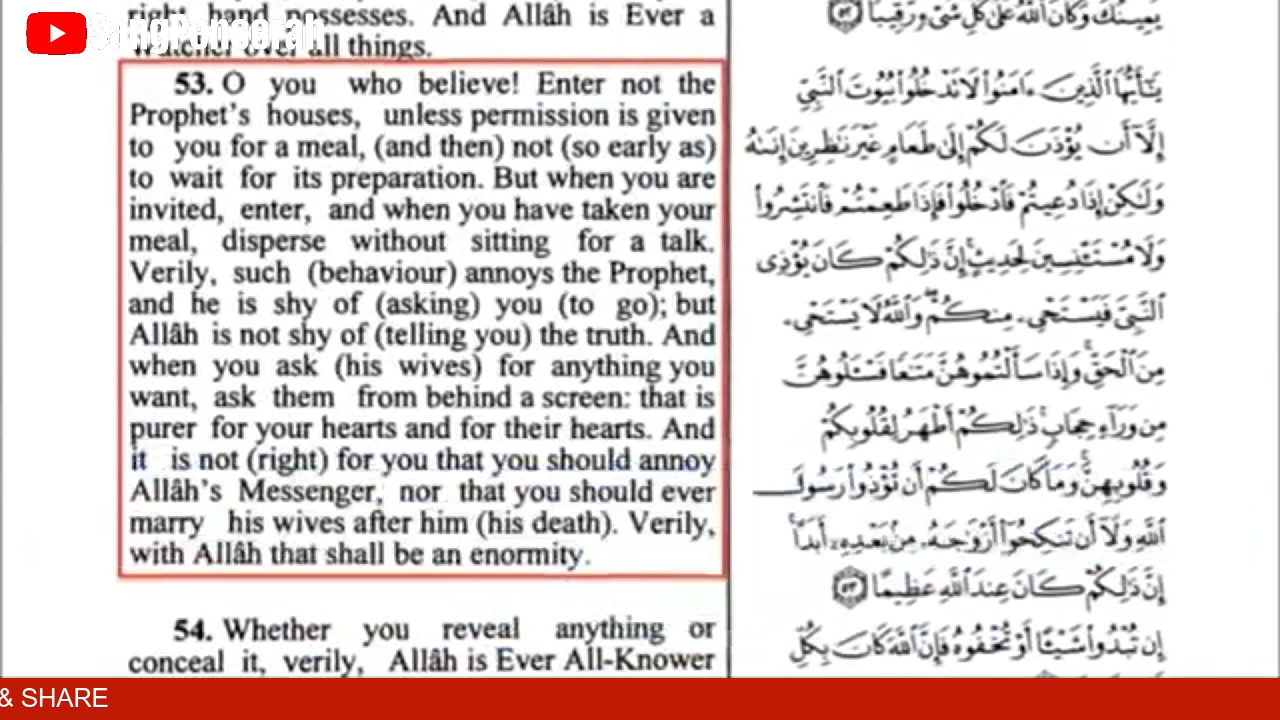 SangPencerah
right hand possesses. And Allâh is Ever a
Watcher over all things.
53. O you who believe! Enter not the
Prophet's houses, unless permission is given
to you for a meal, (and then) not (so early as)
to wait for its preparation. But when you are
invited, enter, and when you have taken your
meal, disperse without sitting for a talk.
Verily, such (behaviour) annoys the Prophet,
and he is shy of (asking) you (to go); but
Allâh is not shy of (telling you) the truth. And
when you ask (his wives) for anything you
want, ask them from behind a screen: that is
purer for your hearts and for their hearts. And
it is not (right) for you that you should annoy
Allâh's Messenger, nor that you should ever
marry his wives after him (his death). Verily,
with Allâh that shall be an enormity.
54. Whether you reveal anything or
conceal it, verily, Allâh is Ever All-Knower
يَمِينُكَ وَكَانَ ٱللَّهُ عَلَىٰ كُلِّ شَىْءٍ رَّقِيبًا ٥٢
يَٰٓأَيُّهَا ٱلَّذِينَ ءَامَنُوا۟ لَا تَدْخُلُوا۟ بُيُوتَ ٱلنَّبِىِّ
إِلَّآ أَن يُؤْذَنَ لَكُمْ إِلَىٰ طَعَامٍ غَيْرَ نَٰظِرِينَ إِنَىٰهُ
وَلَٰكِنْ إِذَا دُعِيتُمْ فَٱدْخُلُوا۟ فَإِذَا طَعِمْتُمْ فَٱنتَشِرُوا۟
وَلَا مُسْتَـْٔنِسِينَ لِحَدِيثٍ إِنَّ ذَٰلِكُمْ كَانَ يُؤْذِى
ٱلنَّبِىَّ فَيَسْتَحْىِۦ مِنكُمْ وَٱللَّهُ لَا يَسْتَحْىِۦ
مِنَ ٱلْحَقِّ وَإِذَا سَأَلْتُمُوهُنَّ مَتَٰعًا فَسْـَٔلُوهُنَّ
مِن وَرَآءِ حِجَابٍ ذَٰلِكُمْ أَطْهَرُ لِقُلُوبِكُمْ
وَقُلُوبِهِنَّ وَمَا كَانَ لَكُمْ أَن تُؤْذُوا۟ رَسُولَ
ٱللَّهِ وَلَآ أَن تَنكِحُوٓا۟ أَزْوَٰجَهُۥ مِنۢ بَعْدِهِۦٓ أَبَدًا
إِنَّ ذَٰلِكُمْ كَانَ عِندَ ٱللَّهِ عَظِيمًا ٥٣
إِن تُبْدُوا۟ شَيْـًٔا أَوْ تُخْفُوهُ فَإِنَّ ٱللَّهَ كَانَ بِكُلِّ
& SHARE